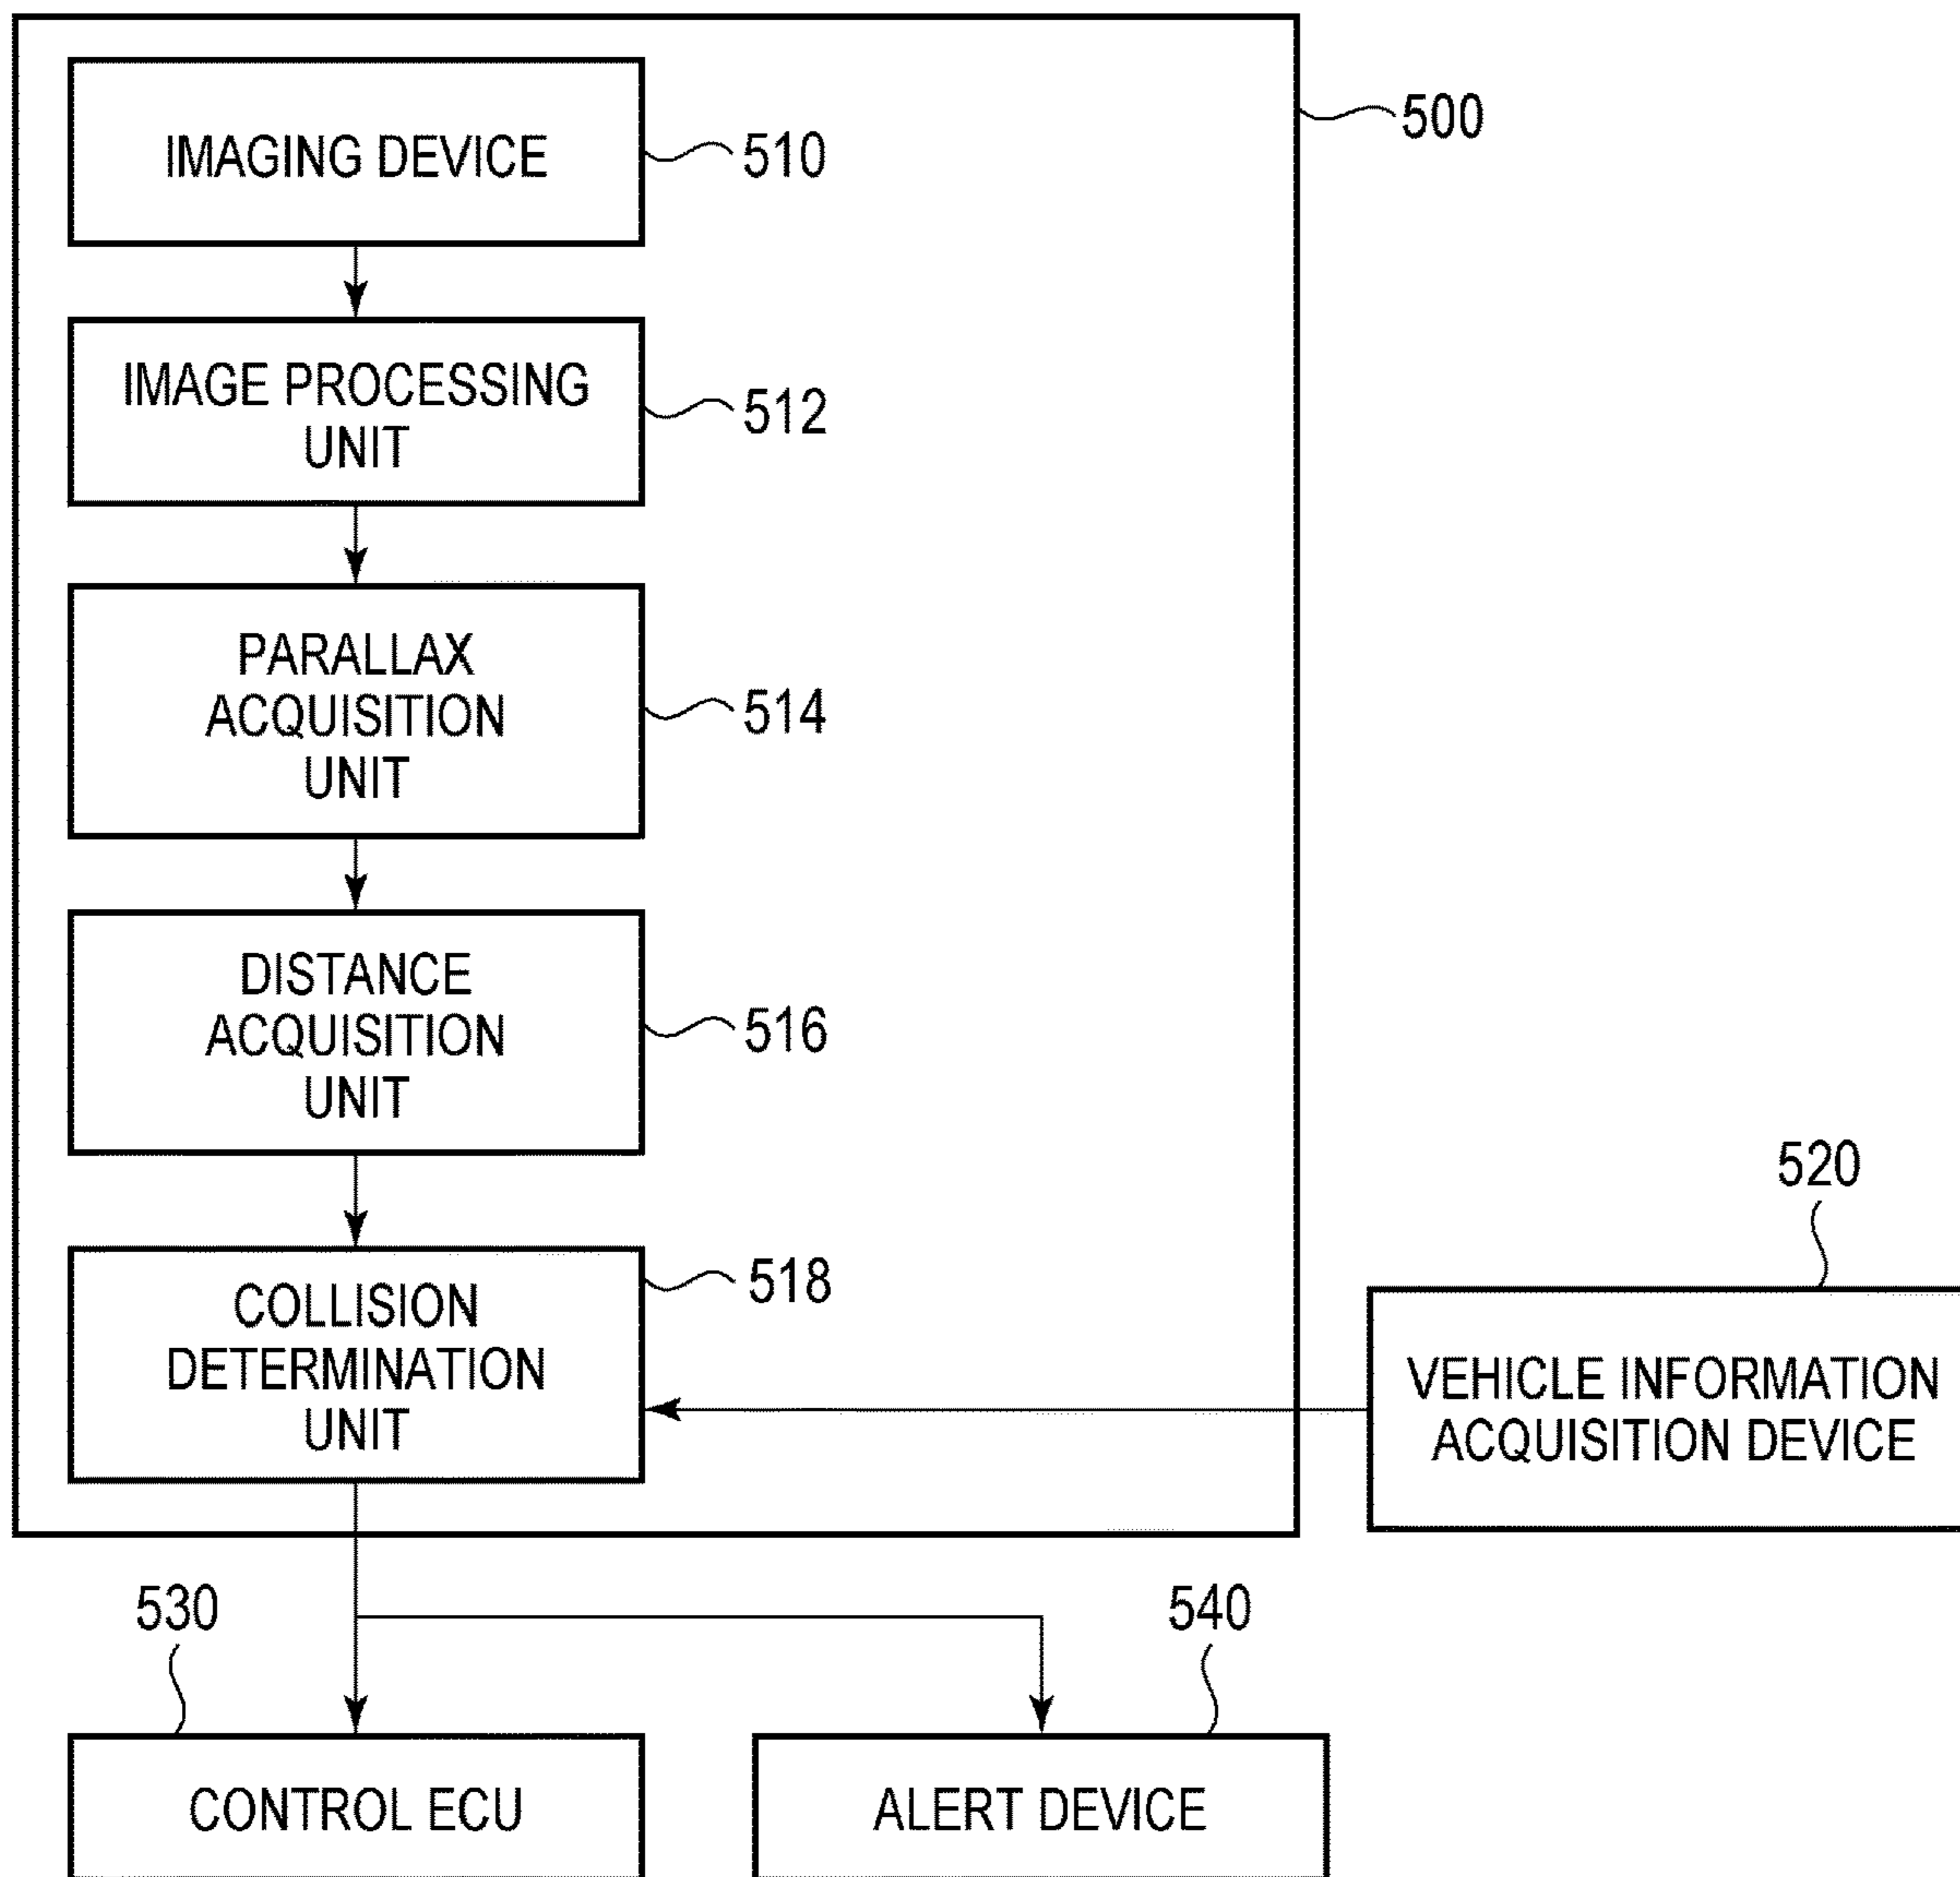 500
IMAGING DEVICE
510
IMAGE PROCESSING
UNIT
512
PARALLAX
ACQUISITION
UNIT
514
DISTANCE
ACQUISITION
UNIT
516
COLLISION
DETERMINATION
UNIT
518
520
VEHICLE INFORMATION
ACQUISITION DEVICE
530
CONTROL ECU
540
ALERT DEVICE